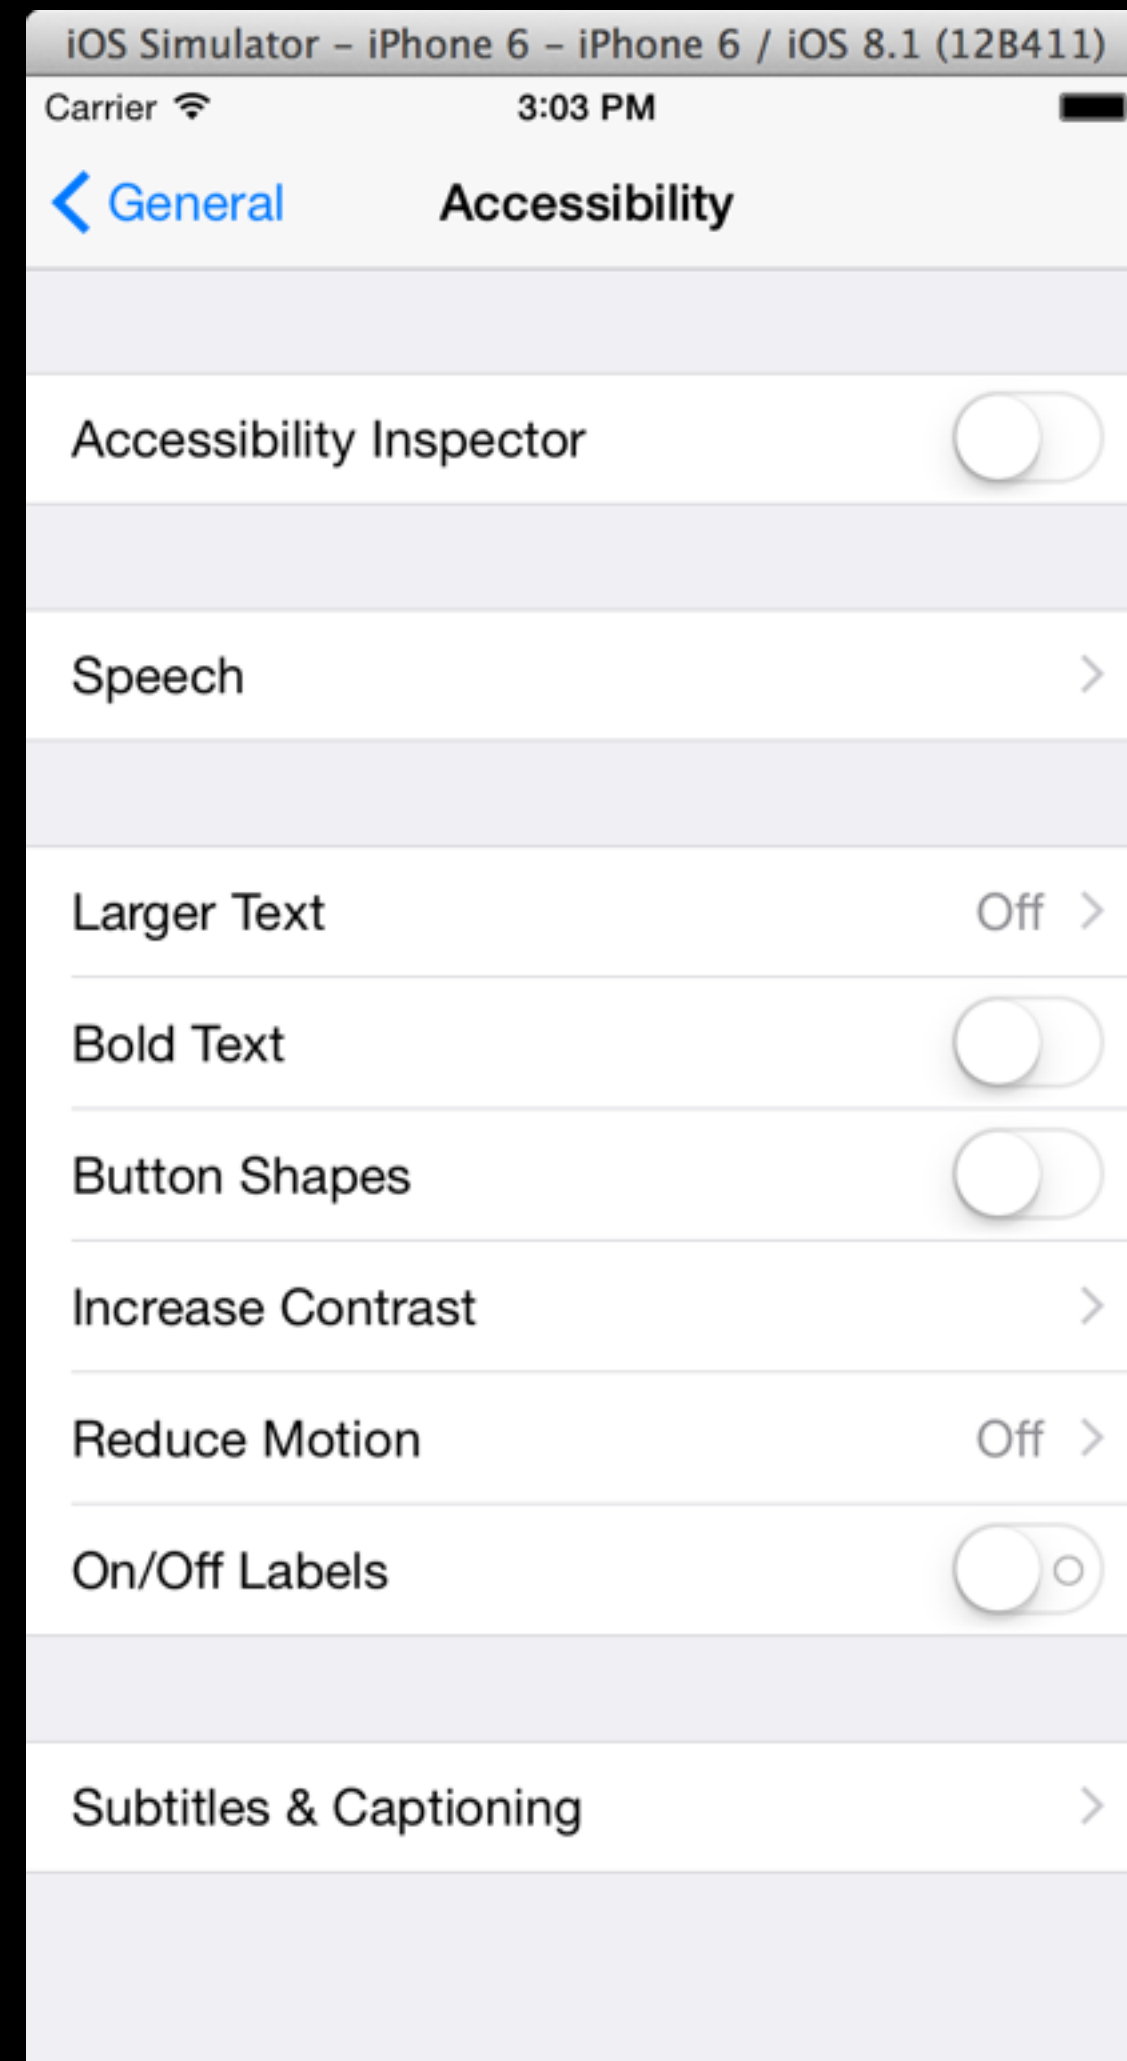 iOS Simulator – iPhone 6 – iPhone 6 / iOS 8.1 (12B411)
Carrier 3:03 PM
General Accessibility
Accessibility Inspector
Speech
Larger Text Off
Bold Text
Button Shapes
Increase Contrast
Reduce Motion Off
On/Off Labels
Subtitles & Captioning